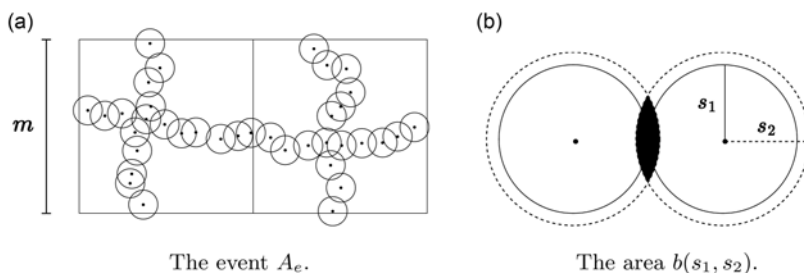 (a)
m
The event Aₑ.
(b)
s₁
s₂
The area b(s₁, s₂).